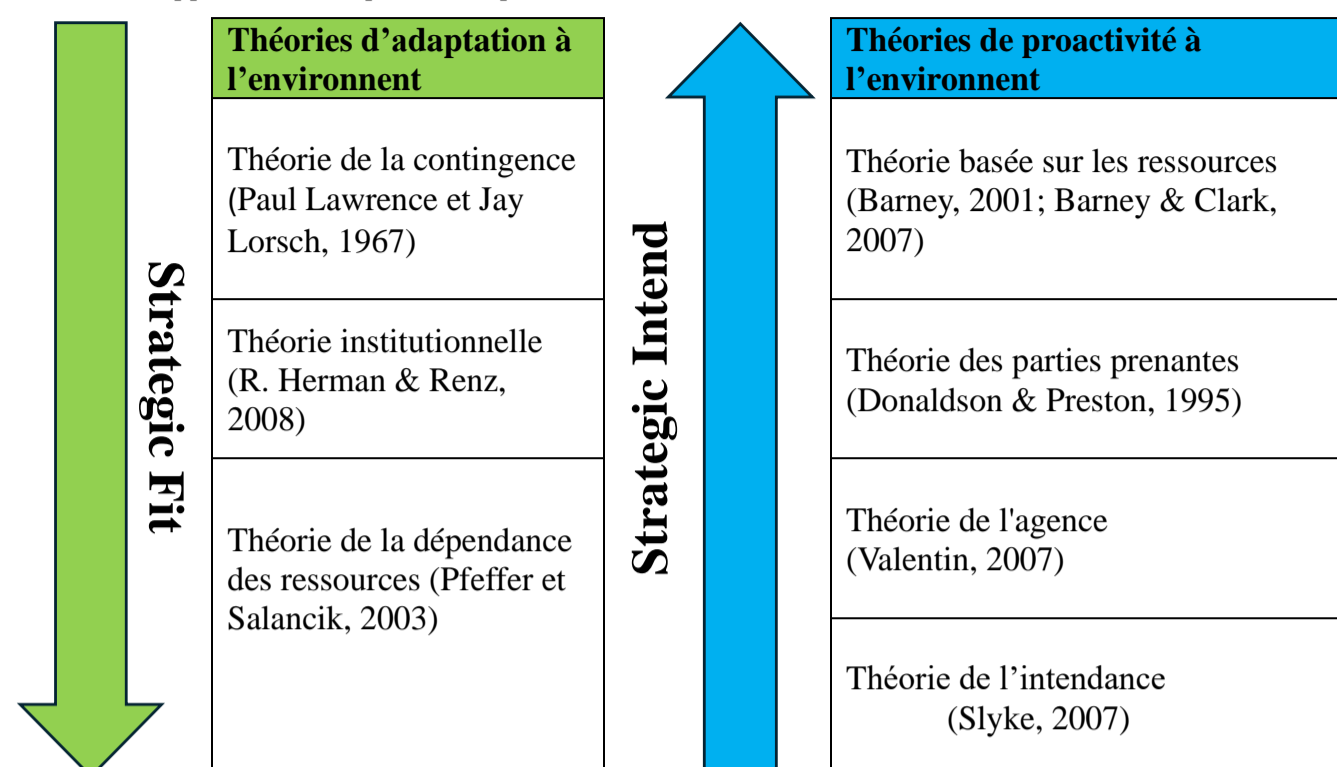 Théories d’adaptation à
l’environnent
Théorie de la contingence
(Paul Lawrence et Jay
Lorsch, 1967)
Théorie institutionnelle
(R. Herman & Renz,
2008)
Théorie de la dépendance
des ressources (Pfeffer et
Salancik, 2003)
Strategic Fit
Strategic Intend
Théories de proactivité à
l’environnent
Théorie basée sur les ressources
(Barney, 2001; Barney & Clark,
2007)
Théorie des parties prenantes
(Donaldson & Preston, 1995)
Théorie de l'agence
(Valentin, 2007)
Théorie de l’intendance
(Slyke, 2007)